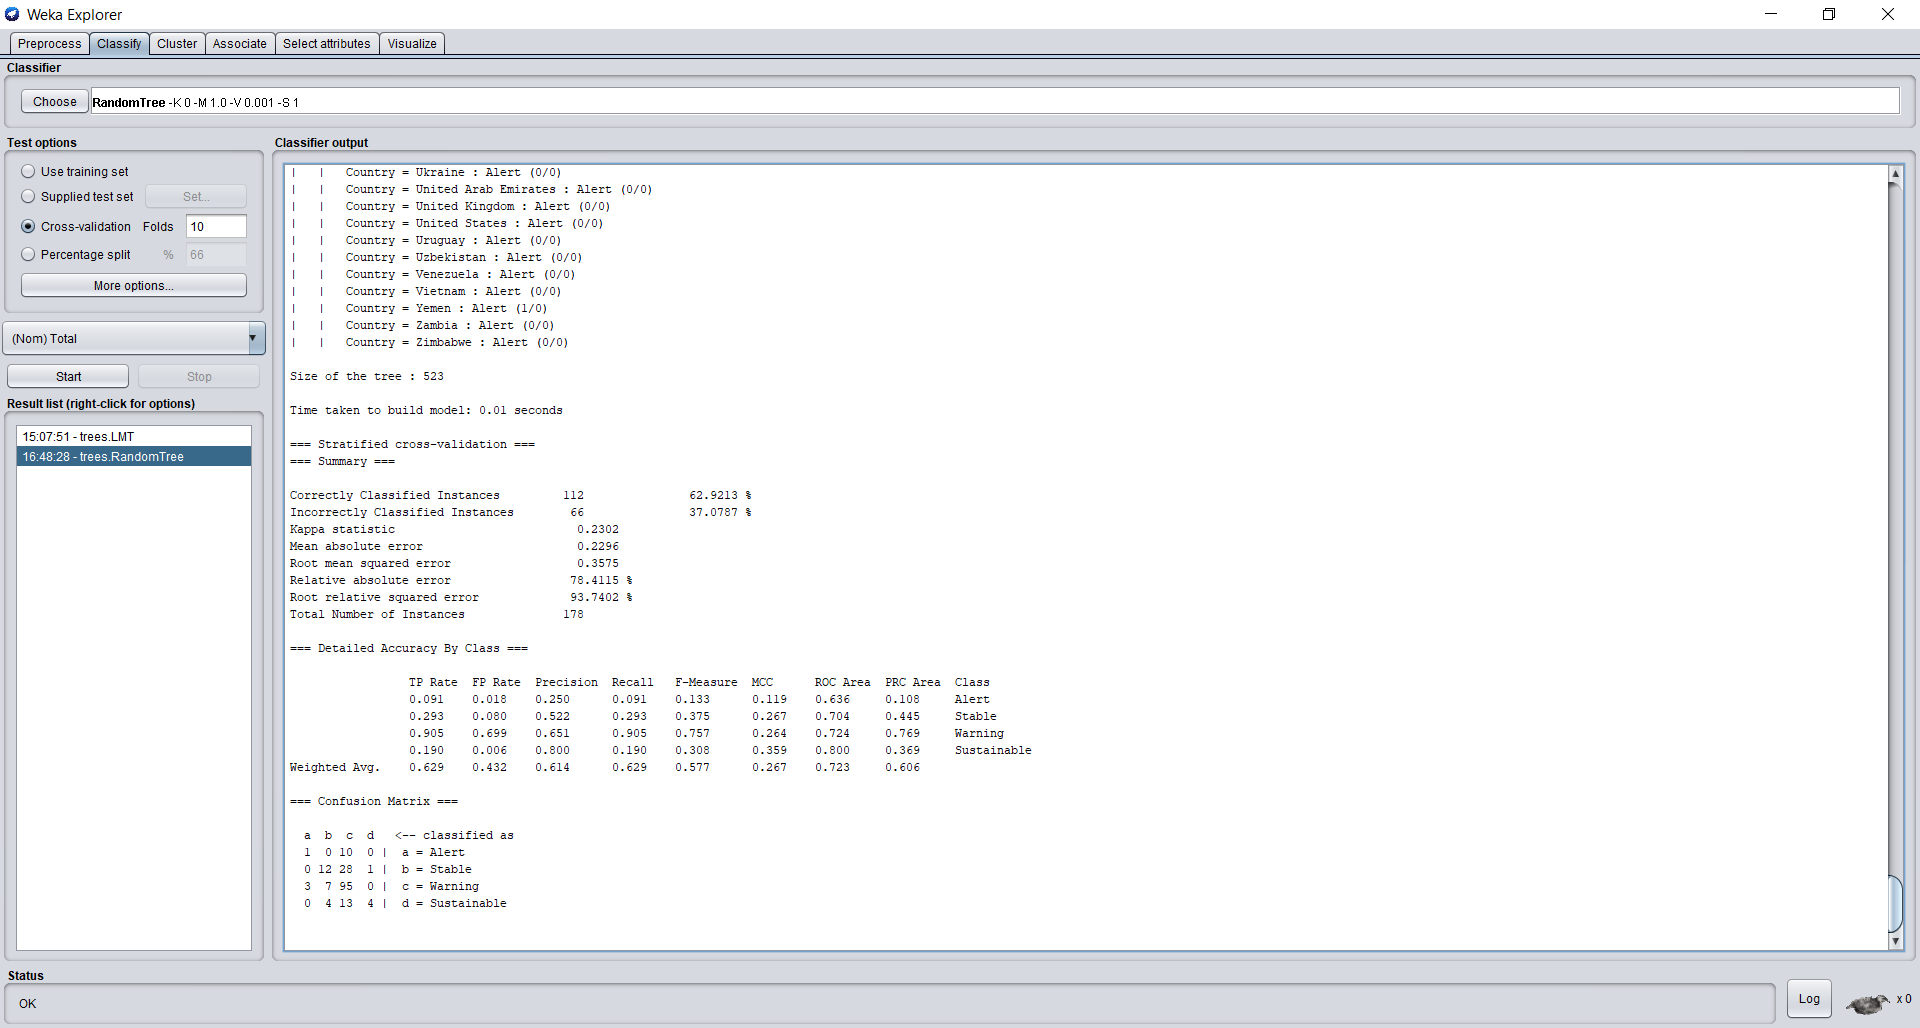 Weka Explorer
Preprocess Classify Cluster Associate Select attributes Visualize
Classifier
Choose RandomTree -K 0 -M 1.0 -V 0.001 -S 1
Test options
Use training set
Supplied test set Set...
Cross-validation Folds 10
Percentage split % 66
More options...
(Nom) Total
Start Stop
Result list (right-click for options)
15:07:51 - trees.LMT
16:48:28 - trees.RandomTree
Classifier output
| | Country = Ukraine : Alert (0/0)
| | Country = United Arab Emirates : Alert (0/0)
| | Country = United Kingdom : Alert (0/0)
| | Country = United States : Alert (0/0)
| | Country = Uruguay : Alert (0/0)
| | Country = Uzbekistan : Alert (0/0)
| | Country = Venezuela : Alert (0/0)
| | Country = Vietnam : Alert (0/0)
| | Country = Yemen : Alert (1/0)
| | Country = Zambia : Alert (0/0)
| | Country = Zimbabwe : Alert (0/0)
Size of the tree : 523
Time taken to build model: 0.01 seconds
=== Stratified cross-validation ===
=== Summary ===
Correctly Classified Instances 112 62.9213 %
Incorrectly Classified Instances 66 37.0787 %
Kappa statistic 0.2302
Mean absolute error 0.2296
Root mean squared error 0.3575
Relative absolute error 78.4115 %
Root relative squared error 93.7402 %
Total Number of Instances 178
=== Detailed Accuracy By Class ===
TP Rate FP Rate Precision Recall F-Measure MCC ROC Area PRC Area Class
0.091 0.018 0.250 0.091 0.133 0.119 0.636 0.108 Alert
0.293 0.080 0.522 0.293 0.375 0.267 0.704 0.445 Stable
0.905 0.699 0.651 0.905 0.757 0.264 0.724 0.769 Warning
0.190 0.006 0.800 0.190 0.308 0.359 0.800 0.369 Sustainable
Weighted Avg. 0.629 0.432 0.614 0.629 0.577 0.267 0.723 0.606
=== Confusion Matrix ===
a b c d <-- classified as
1 0 10 0 | a = Alert
0 12 28 1 | b = Stable
3 7 95 0 | c = Warning
0 4 13 4 | d = Sustainable
Status
OK
Log x 0